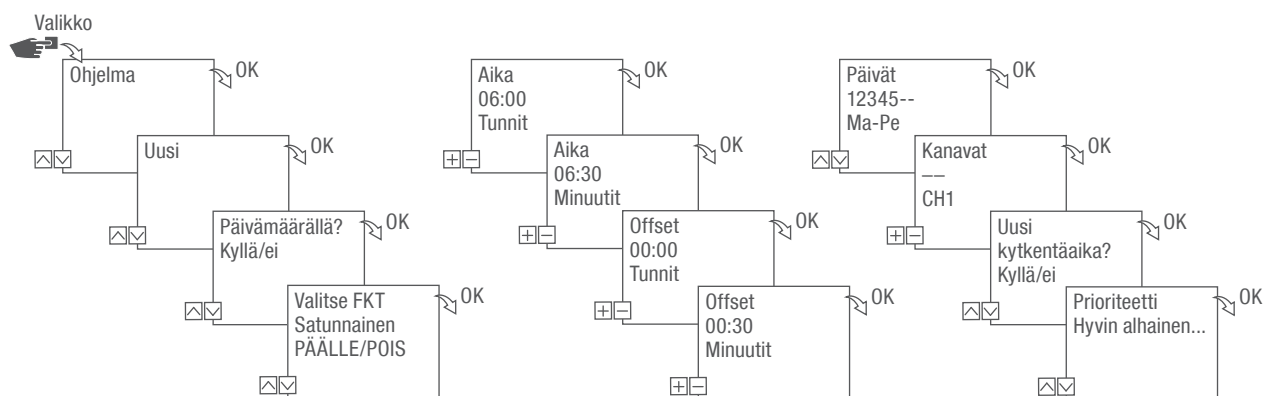 Valikko
Ohjelma
OK
Uusi
OK
Päivämäärällä?
Kyllä/ei
OK
Valitse FKT
Satunnainen
PÄÄLLE/POIS
OK
Aika
06:00
Tunnit
OK
Aika
06:30
Minuutit
OK
Offset
00:00
Tunnit
OK
Offset
00:30
Minuutit
OK
Päivät
12345--
Ma-Pe
OK
Kanavat
––
CH1
OK
Uusi
kytkentäaika?
Kyllä/ei
OK
Prioriteetti
Hyvin alhainen...
OK